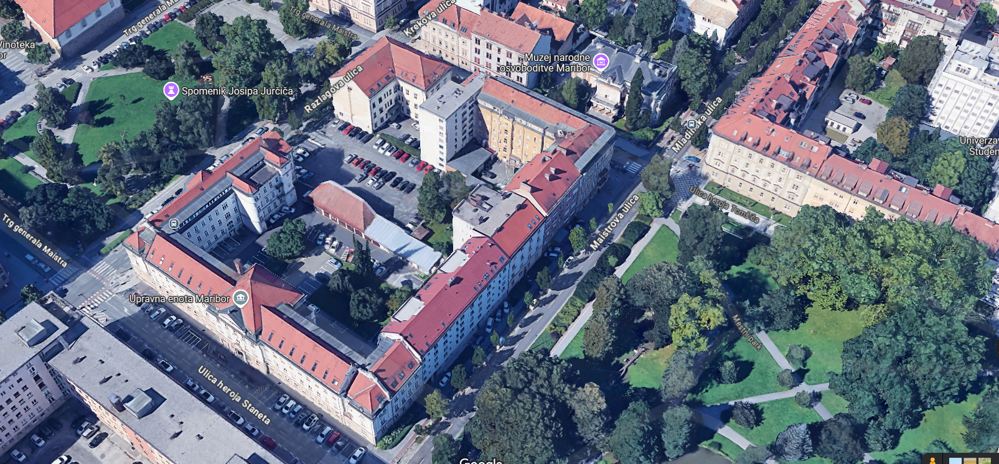 Trg generala Ma
Trg generala Maistra
Krekova ulica
Vinoteka
or
Muzej narodne
osvoboditve Maribor
Spomenik Josipa Jurčiča
Razlagova ulica
Mladinska ulica
Univerza
Študen
Ulica heroja Tomšiča
Trg generala Maistra
Maistrova ulica
Upravna enota Maribor
Mestni park
Ulica heroja Staneta
Google